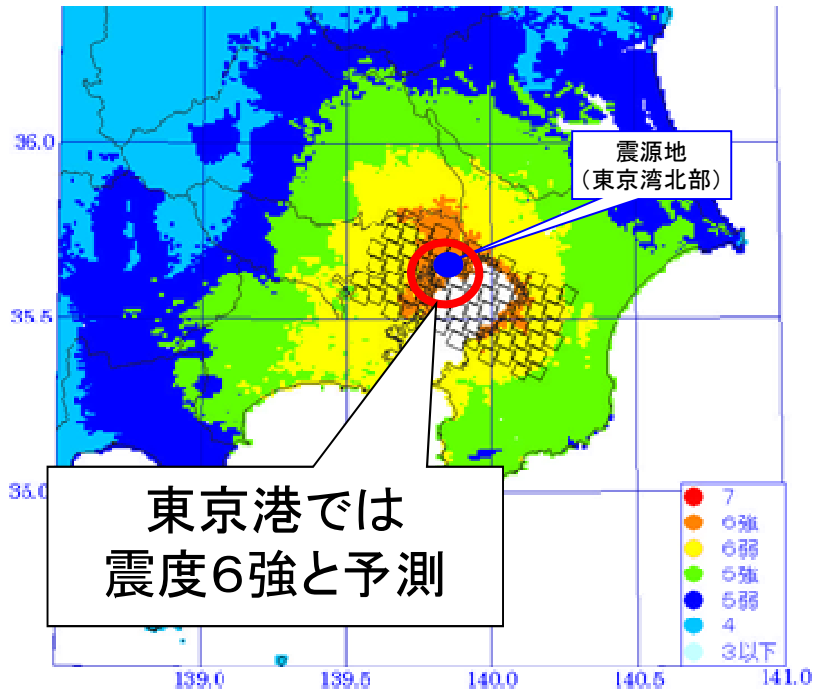 36.0
震源地
（東京湾北部）
35.5
35.0
東京港では
震度６強と予測
7
6強
6弱
5強
5弱
4
3以下
139.0
139.5
140.0
140.5
141.0